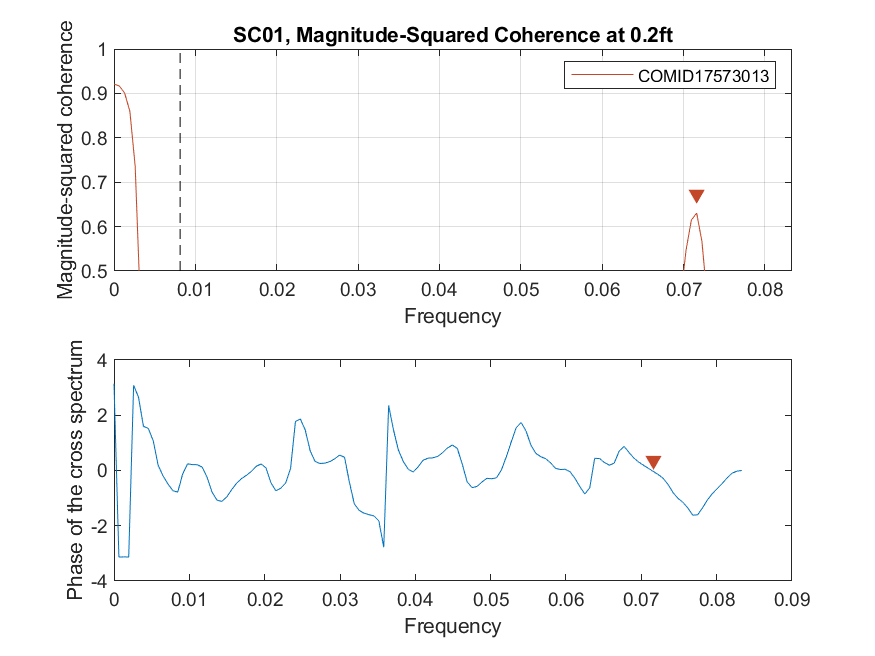 SC01, Magnitude-Squared Coherence at 0.2ft
Magnitude-squared coherence
1
0.9
0.8
0.7
0.6
0.5
COMID17573013
0 0.01 0.02 0.03 0.04 0.05 0.06 0.07 0.08
Frequency
Phase of the cross spectrum
4
2
0
-2
-4
0 0.01 0.02 0.03 0.04 0.05 0.06 0.07 0.08 0.09
Frequency